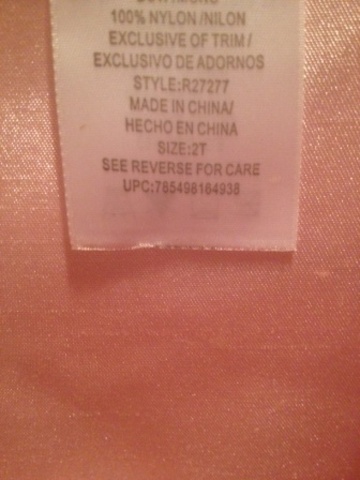 100% NYLON /NILON
EXCLUSIVE OF TRIM /
EXCLUSIVO DE ADORNOS
STYLE:R27277
MADE IN CHINA/
HECHO EN CHINA
SIZE:2T
SEE REVERSE FOR CARE
UPC:765498164938